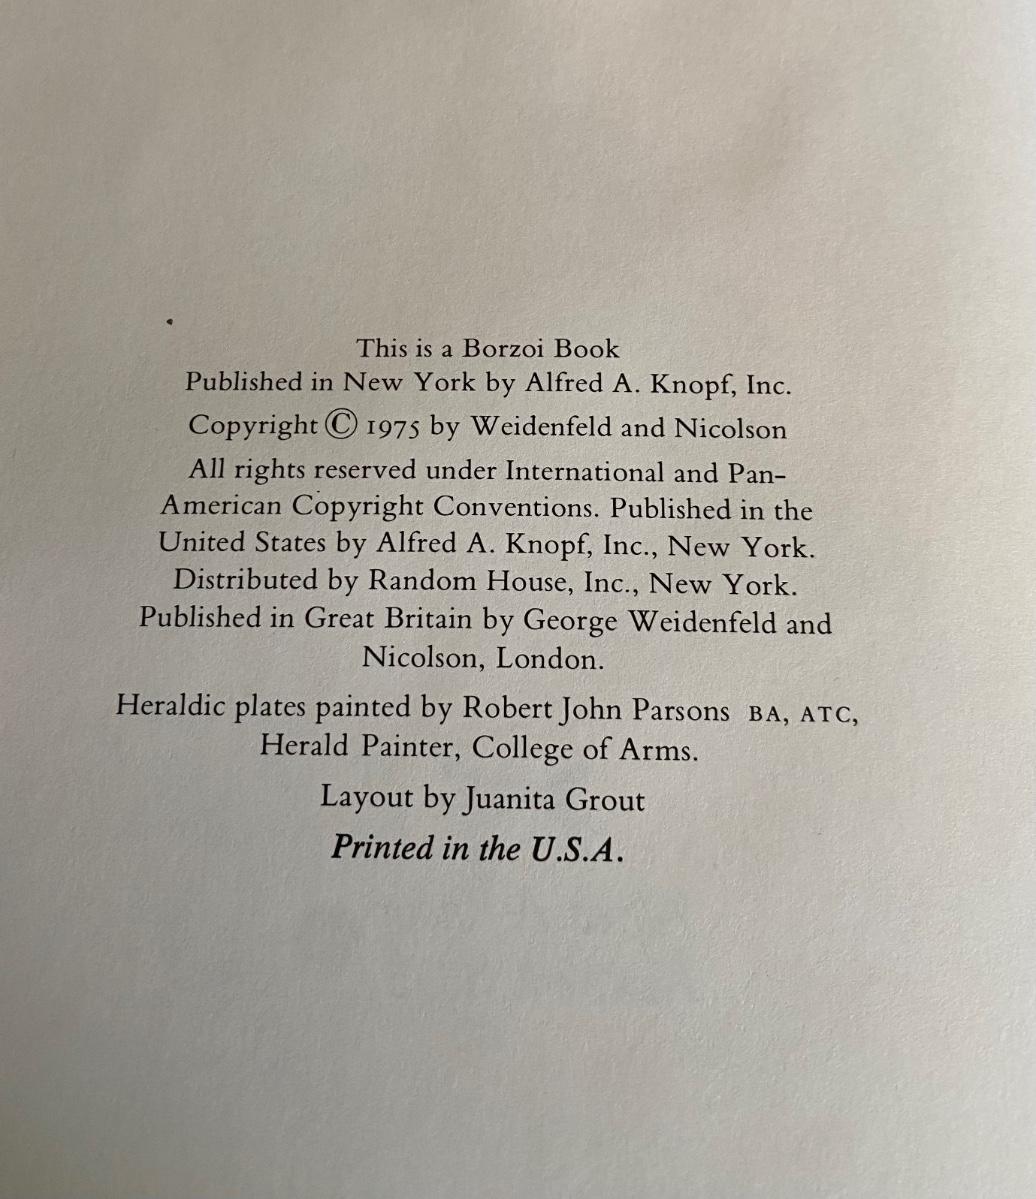 This is a Borzoi Book
Published in New York by Alfred A. Knopf, Inc.
Copyright © 1975 by Weidenfeld and Nicolson
All rights reserved under International and Pan-
American Copyright Conventions. Published in the
United States by Alfred A. Knopf, Inc., New York.
Distributed by Random House, Inc., New York.
Published in Great Britain by George Weidenfeld and
Nicolson, London.
Heraldic plates painted by Robert John Parsons BA, ATC,
Herald Painter, College of Arms.
Layout by Juanita Grout
Printed in the U.S.A.